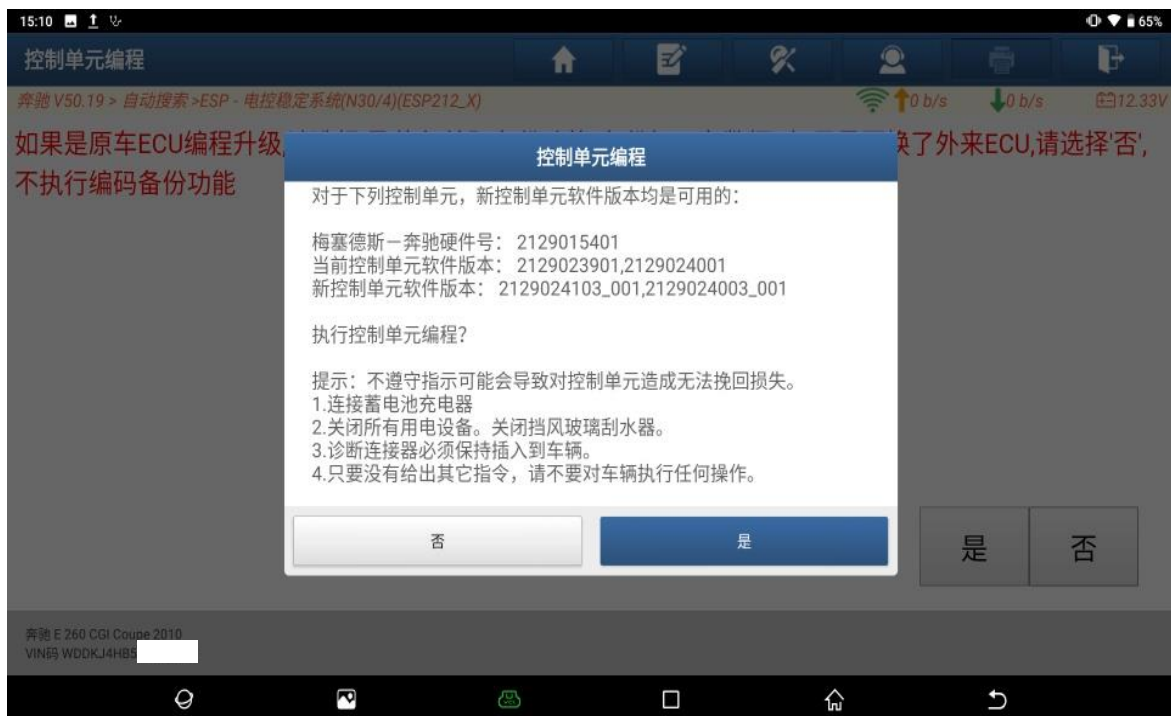 15:10
65%
控制单元编程
奔驰 V50.19 > 自动搜索 >ESP - 电控稳定系统(N30/4)(ESP212_X)
0 b/s
0 b/s
12.33V
如果是原车ECU编程升级,
换了外来ECU,请选择'否',
不执行编码备份功能
控制单元编程
对于下列控制单元，新控制单元软件版本均是可用的：
梅塞德斯－奔驰硬件号： 2129015401
当前控制单元软件版本： 2129023901,2129024001
新控制单元软件版本： 2129024103_001,2129024003_001
执行控制单元编程?
提示：不遵守指示可能会导致对控制单元造成无法挽回损失。
1.连接蓄电池充电器
2.关闭所有用电设备。关闭挡风玻璃刮水器。
3.诊断连接器必须保持插入到车辆。
4.只要没有给出其它指令，请不要对车辆执行任何操作。
否
是
是
否
奔驰 E 260 CGI Coupe 2010
VIN码 WDDKJ4HB5